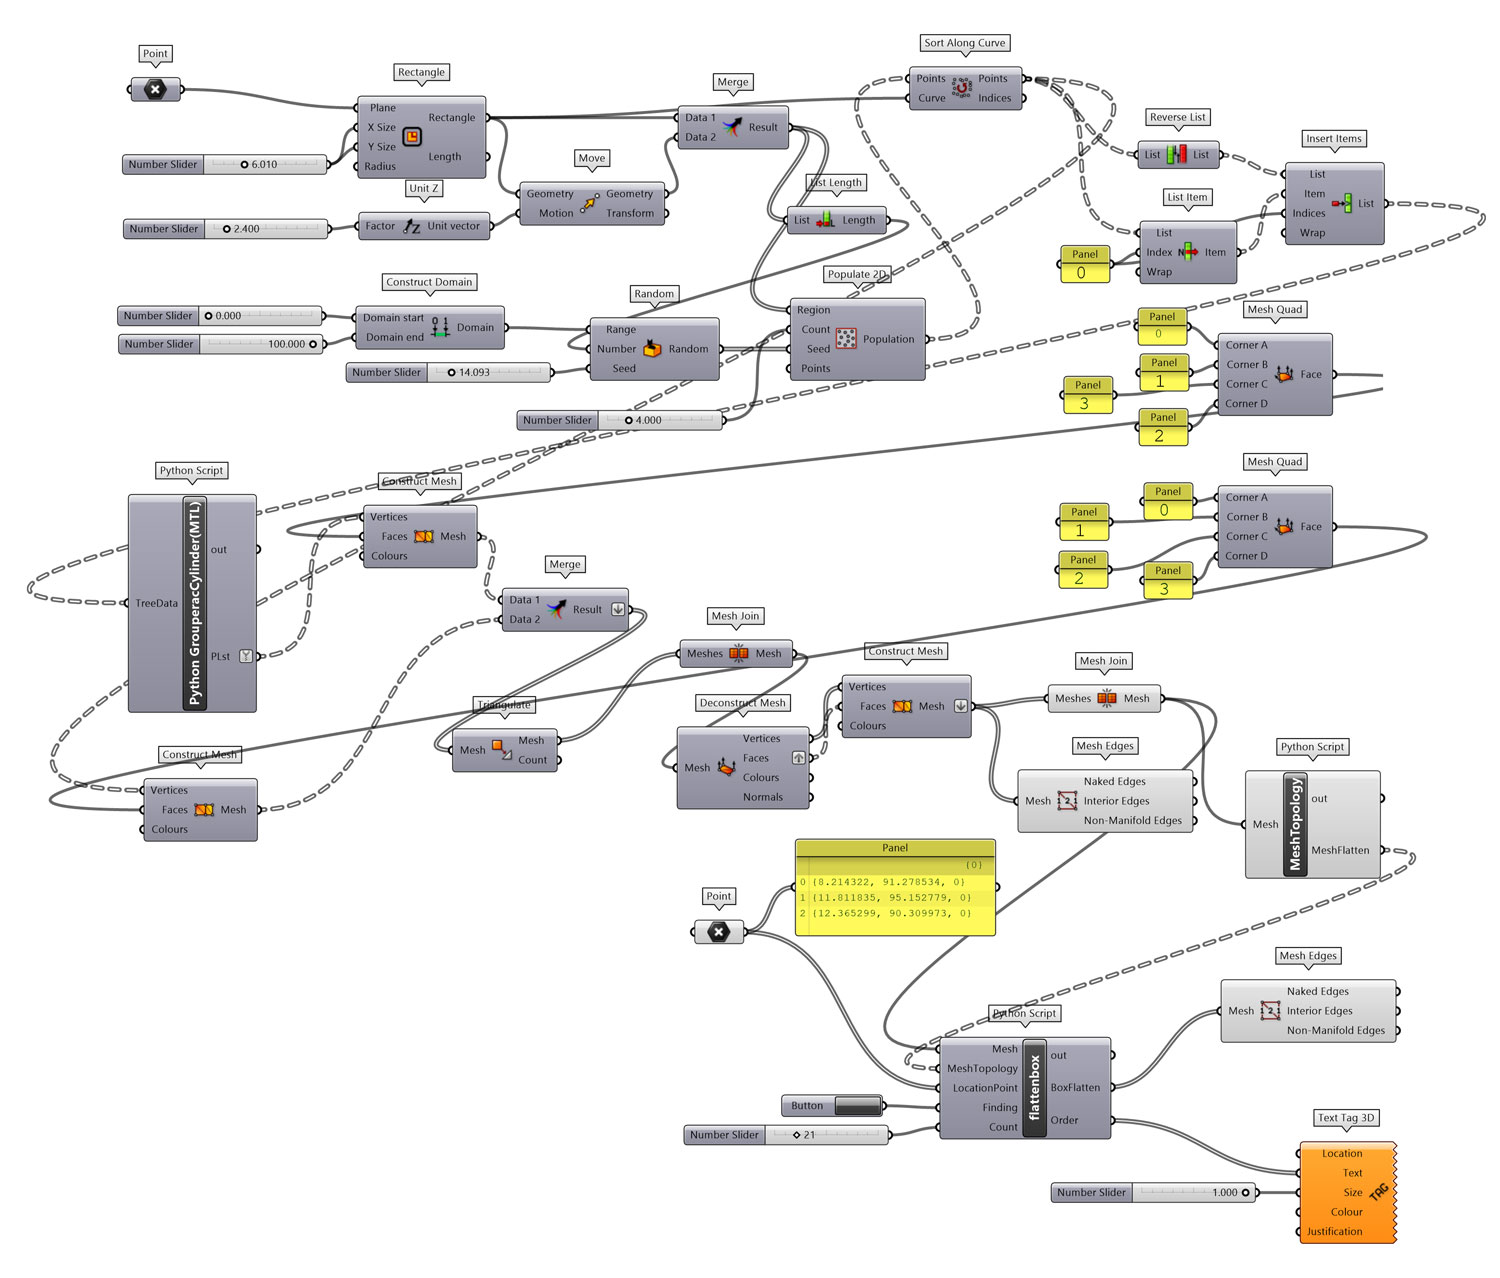 Point
Rectangle
Plane
X Size
Y Size
Radius
Rectangle
Length
Number Slider 6.010
Unit Z
Number Slider 2.400
Factor Unit vector
Move
Geometry
Motion
Geometry
Transform
Merge
Data 1
Data 2
Result
List Length
List Length
Sort Along Curve
Points
Curve
Points
Indices
Reverse List
List List
List Item
List
Index
Wrap
Item
Panel
0
Insert Items
List
Item
Indices
Wrap
List
Construct Domain
Number Slider 0.000
Number Slider 100.000
Domain start
Domain end
Domain
Number Slider 14.093
Random
Range
Number
Seed
Random
Populate 2D
Region
Count
Seed
Points
Population
Number Slider 4.000
Mesh Quad
Panel
0
Panel
1
Panel
3
Panel
2
Corner A
Corner B
Corner C
Corner D
Face
Mesh Quad
Panel
0
Panel
1
Panel
2
Panel
3
Corner A
Corner B
Corner C
Corner D
Face
Python Script
TreeData
Python GrouperacCylinder(MTL)
out
PLst
Construct Mesh
Vertices
Faces
Colours
Mesh
Merge
Data 1
Data 2
Result
Construct Mesh
Vertices
Faces
Colours
Mesh
Triangulate
Mesh
Mesh
Count
Mesh Join
Meshes Mesh
Deconstruct Mesh
Mesh
Vertices
Faces
Colours
Normals
Construct Mesh
Vertices
Faces
Colours
Mesh
Mesh Join
Meshes Mesh
Mesh Edges
Mesh
Naked Edges
Interior Edges
Non-Manifold Edges
Python Script
Mesh
MeshTopology
out
MeshFlatten
Point
Panel
{0}
0 {8.214322, 91.278534, 0}
1 {11.811835, 95.152779, 0}
2 {12.365299, 90.309973, 0}
Python Script
Mesh
MeshTopology
LocationPoint
Finding
Count
flattenbox
out
BoxFlatten
Order
Button
Number Slider 21
Mesh Edges
Mesh
Naked Edges
Interior Edges
Non-Manifold Edges
Text Tag 3D
Number Slider 1.000
Location
Text
Size
Colour
Justification
TAG